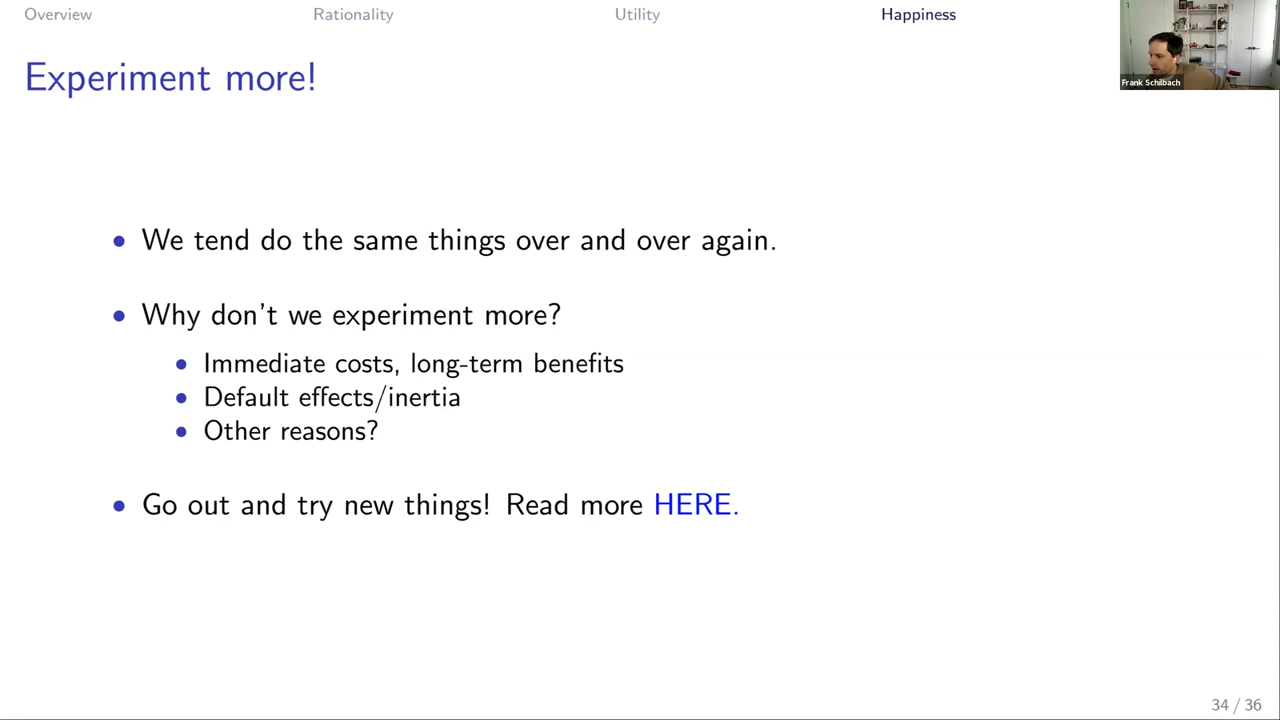 Overview
Rationality
Utility
Happiness
Frank Schilbach
Experiment more!
• We tend do the same things over and over again.
• Why don't we experiment more?
• Immediate costs, long-term benefits
• Default effects/inertia
• Other reasons?
• Go out and try new things! Read more HERE.
34 / 36